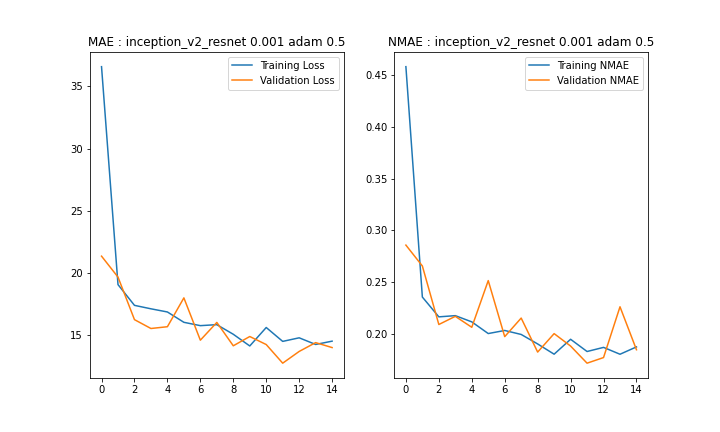 MAE : inception_v2_resnet 0.001 adam 0.5
Training Loss
Validation Loss
35
30
25
20
15
0 2 4 6 8 10 12 14
NMAE : inception_v2_resnet 0.001 adam 0.5
Training NMAE
Validation NMAE
0.45
0.40
0.35
0.30
0.25
0.20
0 2 4 6 8 10 12 14